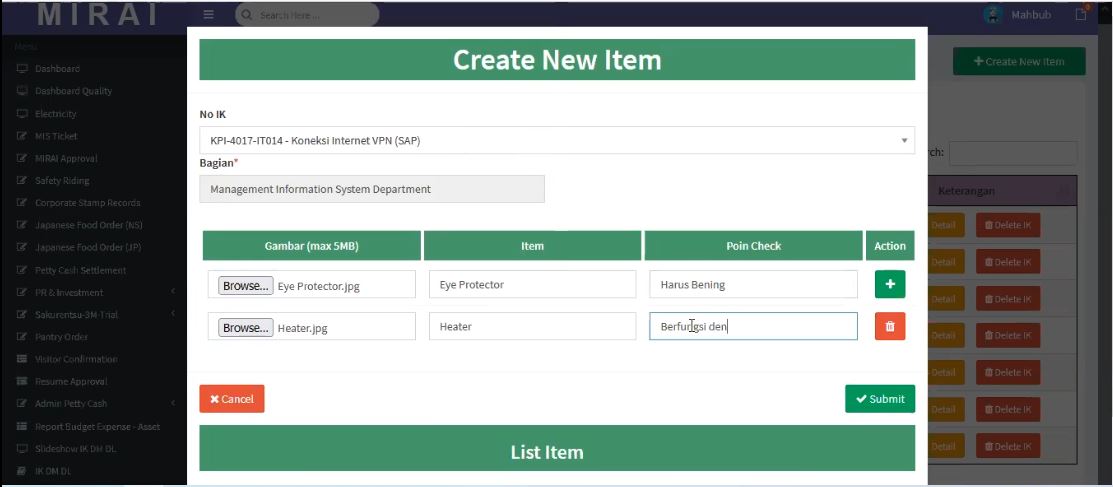 MIRAI
Search Here ...
Mahbub
Menu
Dashboard
Dashboard Quality
Electricity
MIS Ticket
MIRAI Approval
Safety Riding
Corporate Stamp Records
Japanese Food Order (NS)
Japanese Food Order (JP)
Petty Cash Settlement
PR & Investment
Sakurentsu-3M-Trial
Pantry Order
Visitor Confirmation
Resume Approval
Admin Petty Cash
Report Budget Expense - Asset
Slideshow IK DM DL
IK DM DL
Create New Item
Create New Item
No IK
KPI-4017-IT014 - Koneksi Internet VPN (SAP)
Bagian*
Management Information System Department
rch:
Keterangan
Gambar (max 5MB) Item Poin Check Action
Browse... Eye Protector.jpg Eye Protector Harus Bening
Browse... Heater.jpg Heater Berfungsi den
Cancel
Submit
List Item
Detail Delete IK
Detail Delete IK
Detail Delete IK
Detail Delete IK
Detail Delete IK
Detail Delete IK
Detail Delete IK